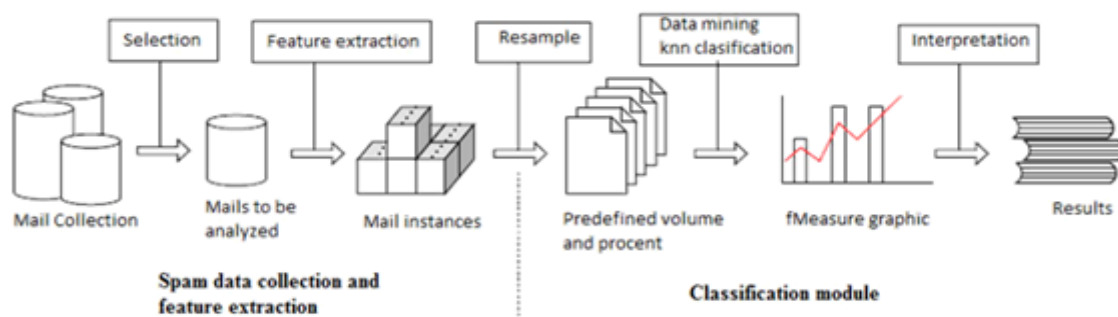 Selection
Feature extraction
Resample
Data mining
knn clasification
Interpretation
Mail Collection
Mails to be
analyzed
Mail instances
Predefined volume
and procent
fMeasure graphic
Results
Spam data collection and
feature extraction
Classification module